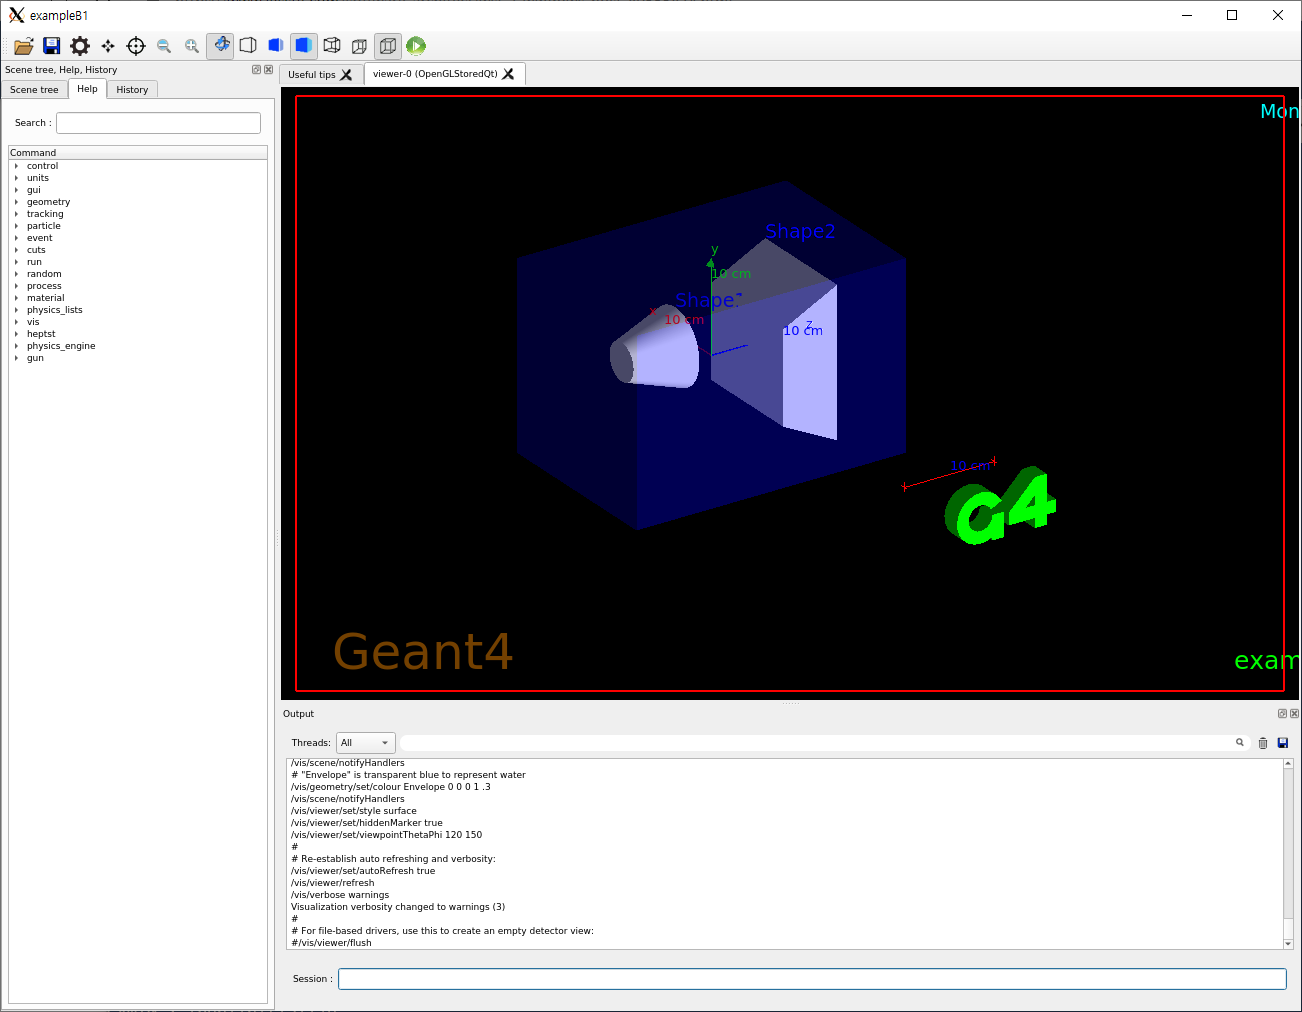 exampleB1
Scene tree, Help, History
Scene tree
Help
History
Search :
Command
control
units
gui
geometry
tracking
particle
event
cuts
run
random
process
material
physics_lists
vis
heptst
physics_engine
gun
Useful tips
viewer-0 (OpenGLStoredQt)
Mon
Shape2
y
10 cm
Shape
x
10 cm
z
10 cm
10 cm
G4
Geant4
exam
Output
Threads:
All
/vis/scene/notifyHandlers
# "Envelope" is transparent blue to represent water
/vis/geometry/set/colour Envelope 0 0 0 1 .3
/vis/scene/notifyHandlers
/vis/viewer/set/style surface
/vis/viewer/set/hiddenMarker true
/vis/viewer/set/viewpointThetaPhi 120 150
#
# Re-establish auto refreshing and verbosity:
/vis/viewer/set/autoRefresh true
/vis/viewer/refresh
/vis/verbose warnings
Visualization verbosity changed to warnings (3)
#
# For file-based drivers, use this to create an empty detector view:
#/vis/viewer/flush
Session :